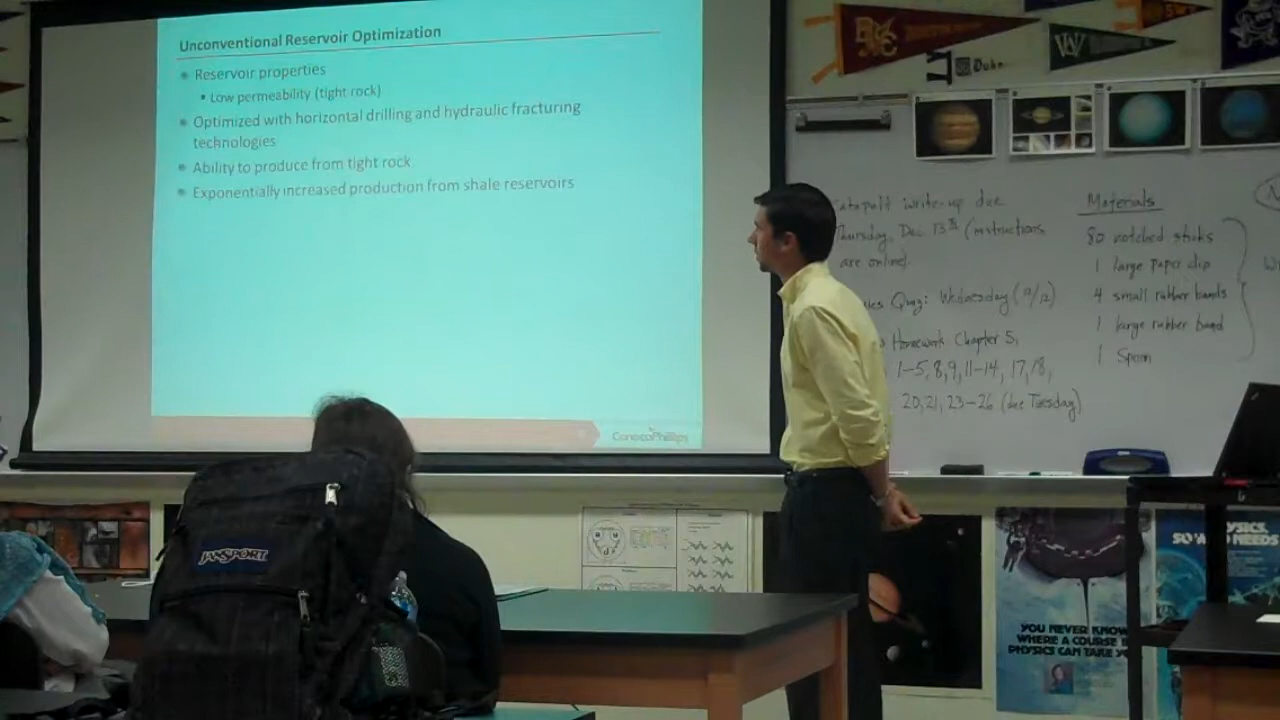 Unconventional Reservoir Optimization
Reservoir properties
Low permeability (tight rock)
Optimized with horizontal drilling and hydraulic fracturing
technologies
Ability to produce from tight rock
Exponentially increased production from shale reservoirs
ConocoPhillips
Duke
W
Catapult write-up due
Thursday, Dec 13th (instructions
are online)
Quiz: Wednesday (9/12)
Homework Chapter 5,
1-5, 8, 9, 11-14, 17, 18,
20, 21, 23-26 (due Tuesday)
Materials
80 notched sticks
1 large paper clip
4 small rubber bands
1 large rubber band
1 Spoon
JANSPORT
YOU NEVER KNOW
WHERE A COURSE I
PHYSICS CAN TAKE Y
YSICS,
NEEDS